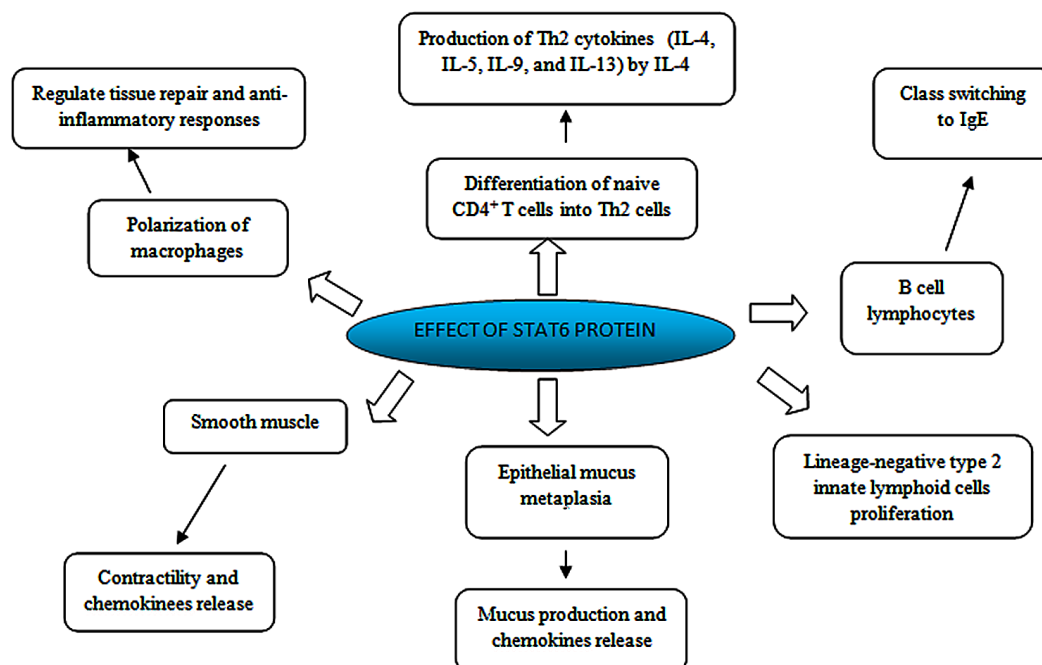 Production of Th2 cytokines (IL-4,
IL-5, IL-9, and IL-13) by IL-4
Regulate tissue repair and anti-
inflammatory responses
Class switching
to IgE
Differentiation of naive
CD4⁺ T cells into Th2 cells
Polarization of
macrophages
B cell
lymphocytes
EFFECT OF STAT6 PROTEIN
Smooth muscle
Epithelial mucus
metaplasia
Lineage-negative type 2
innate lymphoid cells
proliferation
Contractility and
chemokinees release
Mucus production and
chemokines release